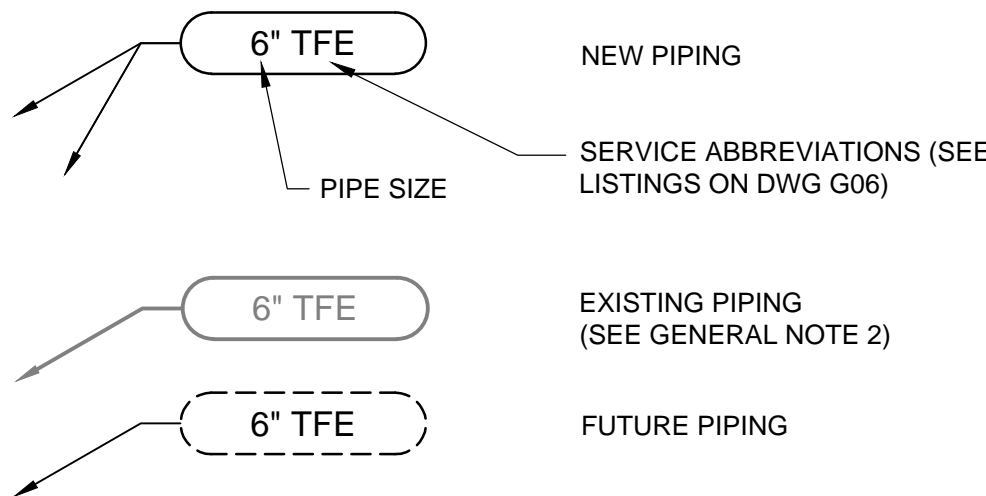 6" TFE
NEW PIPING
SERVICE ABBREVIATIONS (SEE
LISTINGS ON DWG G06)
PIPE SIZE
6" TFE
EXISTING PIPING
(SEE GENERAL NOTE 2)
6" TFE
FUTURE PIPING